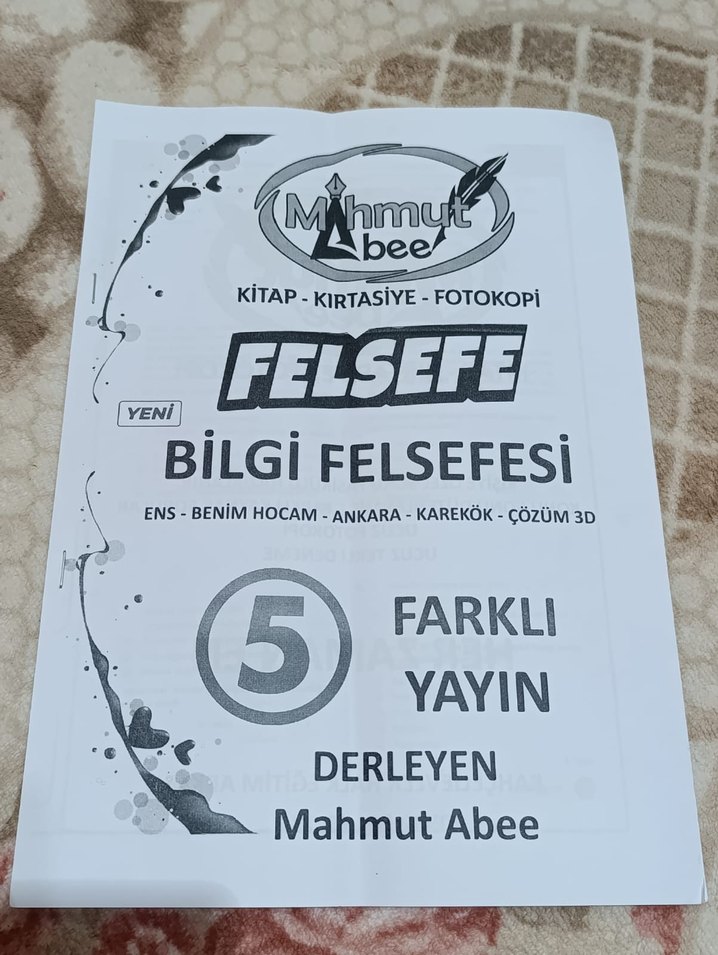 Mahmut
Abee
KİTAP - KIRTASİYE - FOTOKOPİ
FELSEFE
YENİ
BİLGİ FELSEFESİ
ENS - BENİM HOCAM - ANKARA - KAREKÖK - ÇÖZÜM 3D
5
FARKLI
YAYIN
DERLEYEN
Mahmut Abee